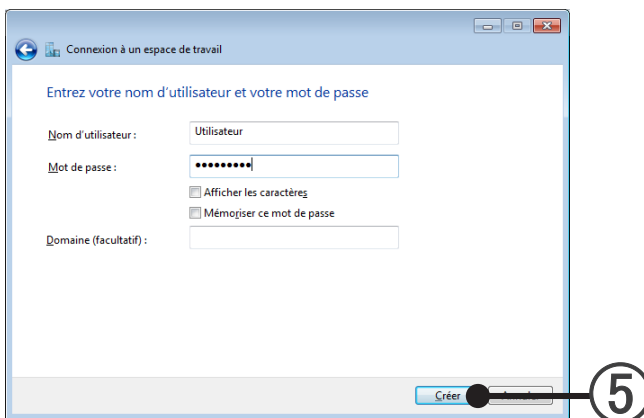 Connexion à un espace de travail
Entrez votre nom d'utilisateur et votre mot de passe
Nom d'utilisateur : Utilisateur
Mot de passe : •••••••••
Afficher les caractères
Mémoriser ce mot de passe
Domaine (facultatif) :
Créer
5